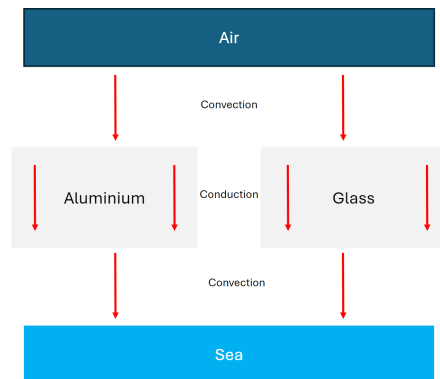 Air
Convection
Aluminium
Conduction
Glass
Convection
Sea